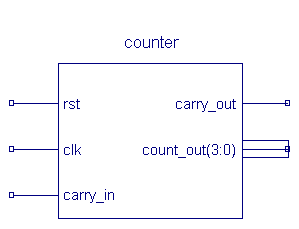 counter
rst
carry_out
clk
count_out(3:0)
carry_in